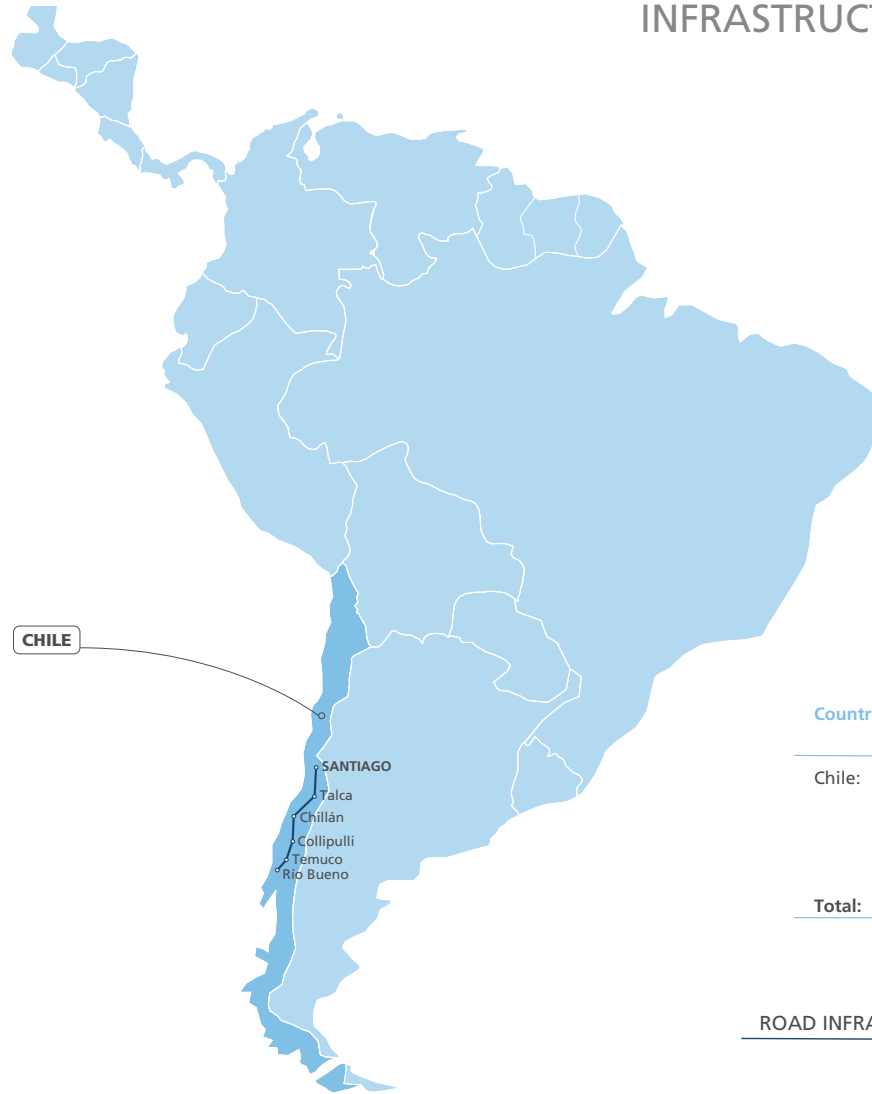 INFRASTRUCT
CHILE
SANTIAGO
Talca
Chillán
Collipulli
Temuco
Río Bueno
Countr
Chile:
Total:
ROAD INFRA